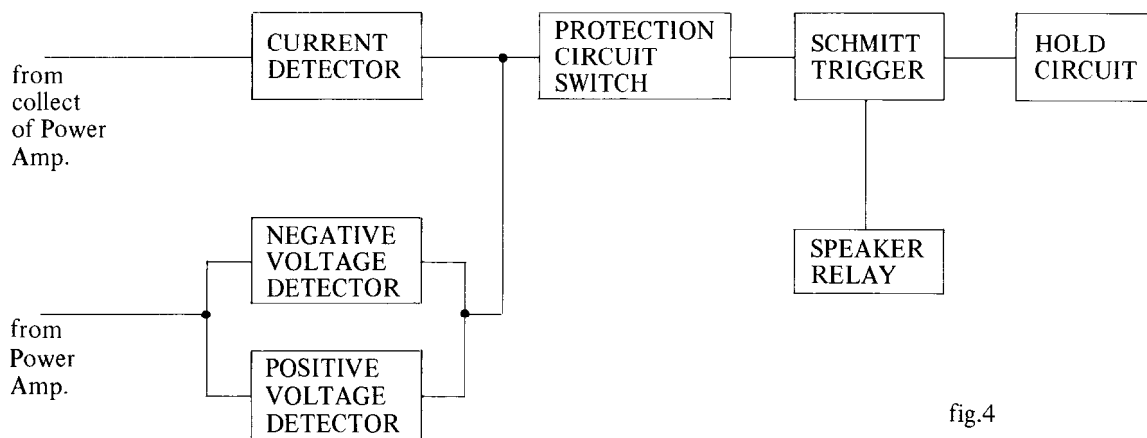 from
collect
of Power
Amp.
CURRENT
DETECTOR
PROTECTION
CIRCUIT
SWITCH
SCHMITT
TRIGGER
HOLD
CIRCUIT
NEGATIVE
VOLTAGE
DETECTOR
SPEAKER
RELAY
from
Power
Amp.
POSITIVE
VOLTAGE
DETECTOR
fig.4